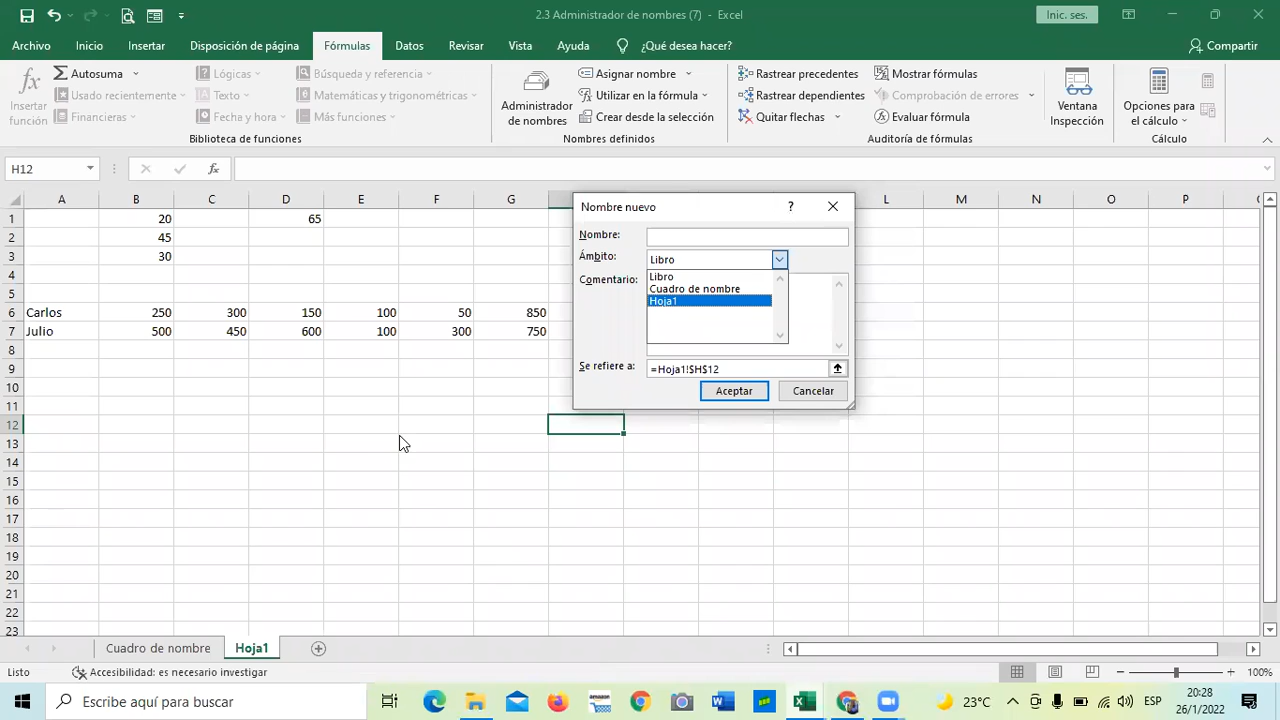 2.3 Administrador de nombres (7) - Excel
Inic. ses.
Archivo Inicio Insertar Disposición de página Fórmulas Datos Revisar Vista Ayuda ¿Qué desea hacer? Compartir
Insertar función
Autosuma
Usado recientemente
Financieras
Lógicas
Texto
Fecha y hora
Búsqueda y referencia
Matemáticas y trigonométricas
Más funciones
Biblioteca de funciones
Administrador de nombres
Asignar nombre
Utilizar en la fórmula
Crear desde la selección
Nombres definidos
Rastrear precedentes
Rastrear dependientes
Quitar flechas
Mostrar fórmulas
Comprobación de errores
Evaluar fórmula
Auditoría de fórmulas
Ventana Inspección
Opciones para el cálculo
Cálculo
H12
fx
A B C D E F G L M N O P
1 20 65
2 45
3 30
4
5
6 Carlos 250 300 150 100 50 850
7 Julio 500 450 600 100 300 750
8
9
10
11
12
13
14
15
16
17
18
19
20
21
22
23
Nombre nuevo ?
Nombre:
Ámbito: Libro
Comentario:
Libro
Cuadro de nombre
Hoja1
Se refiere a: =Hoja1!$H$12
Aceptar Cancelar
Cuadro de nombre Hoja1
Listo Accesibilidad: es necesario investigar 100%
Escribe aquí para buscar
23°C ESP
20:28
26/1/2022